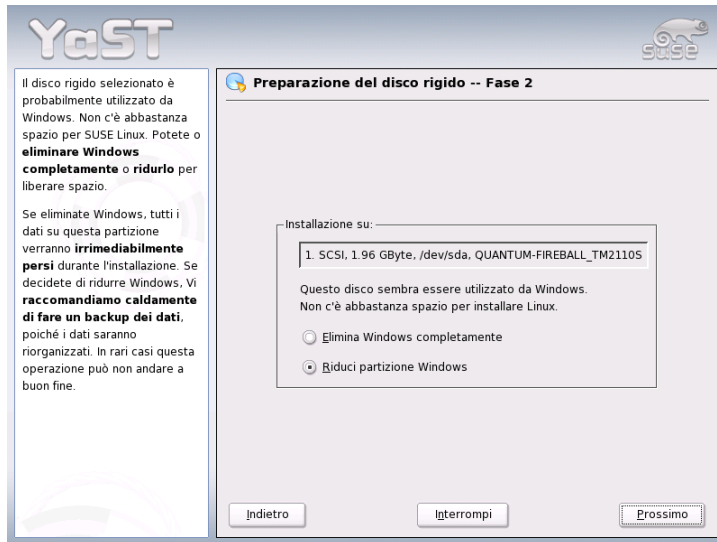 YaST
SUSE
Il disco rigido selezionato è
probabilmente utilizzato da
Windows. Non c'è abbastanza
spazio per SUSE Linux. Potete o
eliminare Windows
completamente o ridurlo per
liberare spazio.
Se eliminate Windows, tutti i
dati su questa partizione
verranno irrimediabilmente
persi durante l'installazione. Se
decidete di ridurre Windows, Vi
raccomandiamo caldamente
di fare un backup dei dati,
poiché i dati saranno
riorganizzati. In rari casi questa
operazione può non andare a
buon fine.
Preparazione del disco rigido -- Fase 2
Installazione su:
1. SCSI, 1.96 GByte, /dev/sda, QUANTUM-FIREBALL_TM2110S
Questo disco sembra essere utilizzato da Windows.
Non c'è abbastanza spazio per installare Linux.
Elimina Windows completamente
Riduci partizione Windows
Indietro
Interrompi
Prossimo